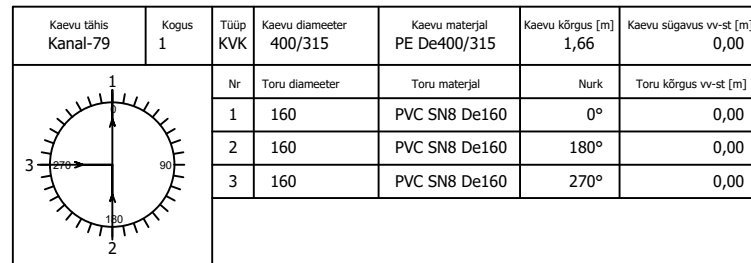 Kaevu tähis Kogus Tüüp Kaevu diameeter Kaevu materjal Kaevu kõrgus [m] Kaevu sügavus vv-st [m]
Kanal-79 1 KVK 400/315 PE De400/315 1,66 0,00
Nr Toru diameeter Toru materjal Nurk Toru kõrgus vv-st [m]
1 160 PVC SN8 De160 0° 0,00
2 160 PVC SN8 De160 180° 0,00
3 160 PVC SN8 De160 270° 0,00
1
0
3 270 90
180
2